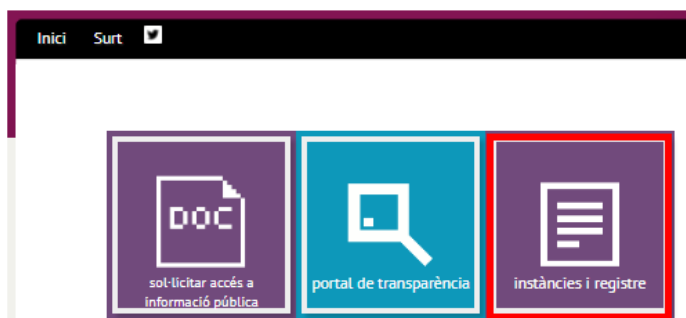 Inici Surt
DOC
sol·licitar accés a
informació pública
portal de transparència
instàncies i registre